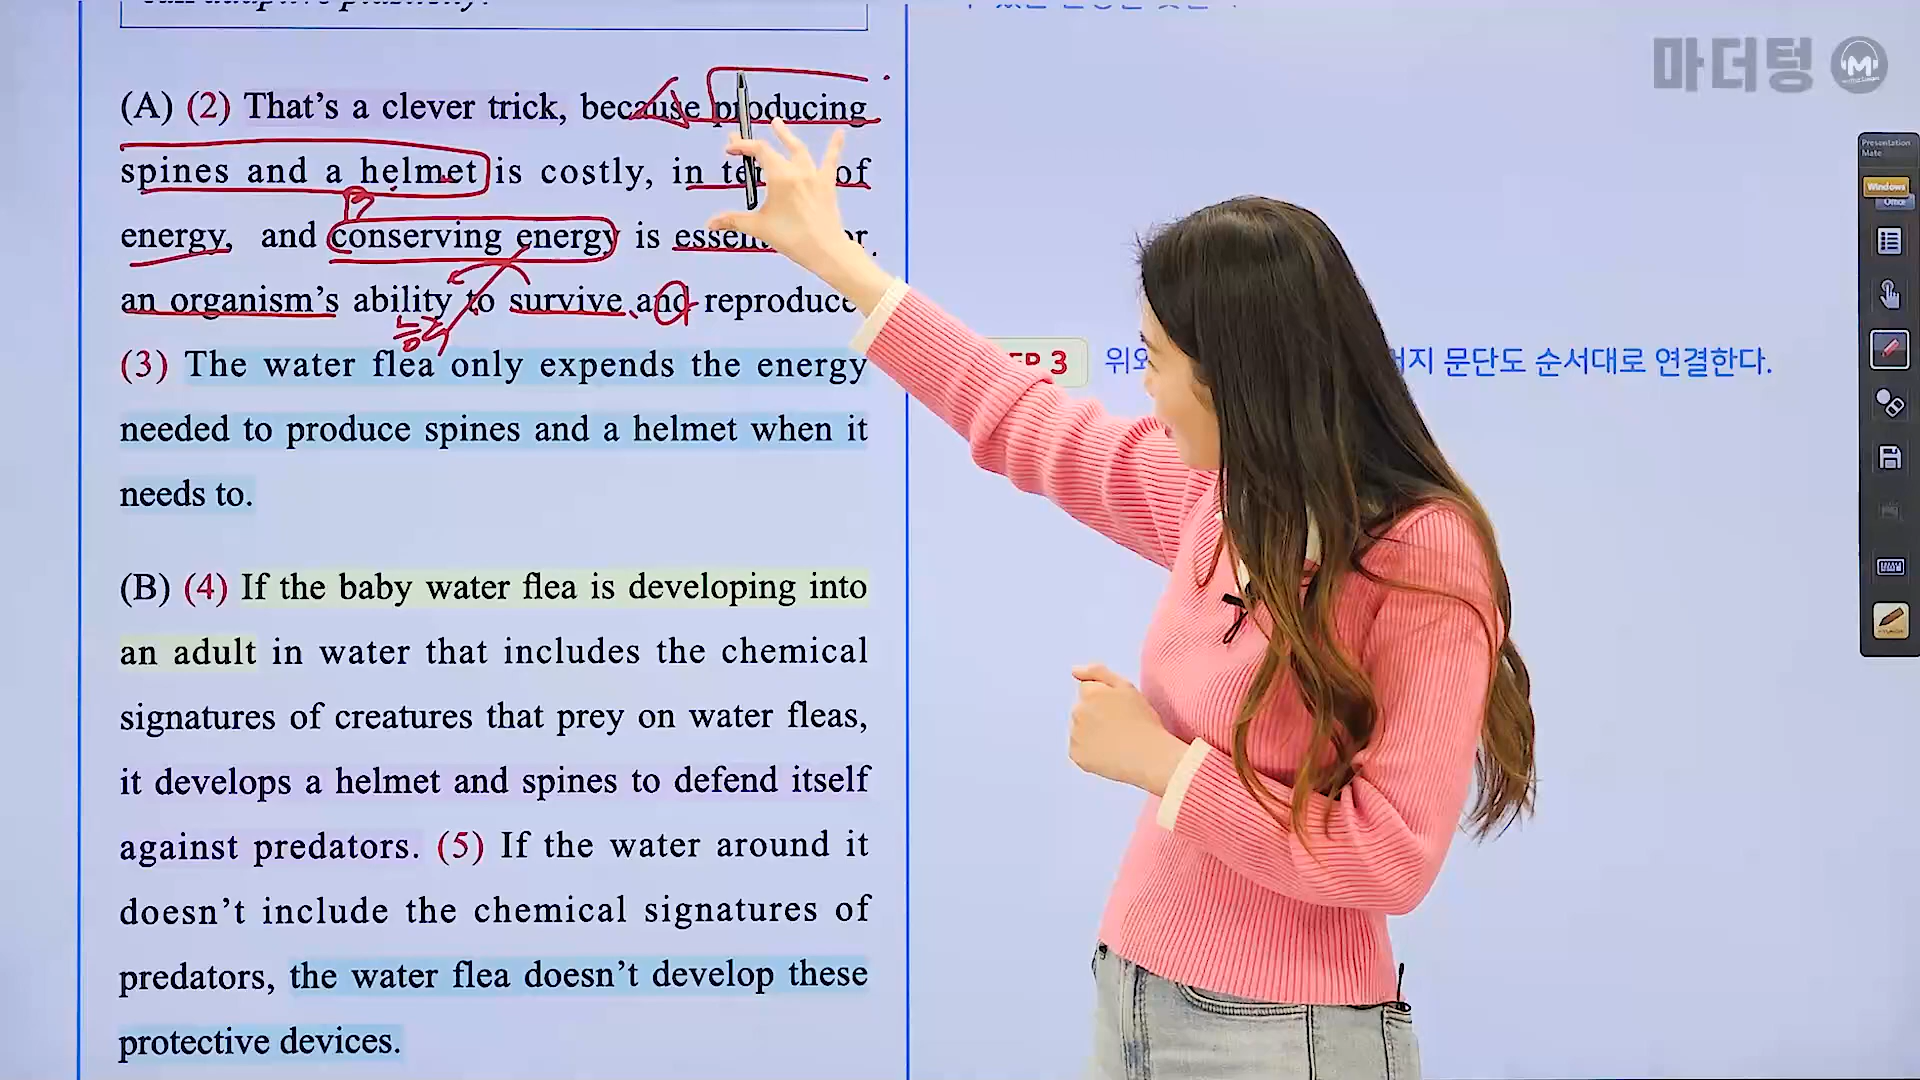 마더텅
(A) (2) That's a clever trick, because producing
spines and a helmet is costly, in of
energy, and conserving energy is
an organism's ability to survive and reproduce
(3) The water flea only expends the energy
needed to produce spines and a helmet when it
needs to.
(B) (4) If the baby water flea is developing into
an adult in water that includes the chemical
signatures of creatures that prey on water fleas,
it develops a helmet and spines to defend itself
against predators. (5) If the water around it
doesn't include the chemical signatures of
predators, the water flea doesn't develop these
protective devices.
3 문단도 순서대로 연결한다.
Presentation
Mate
Windows
Office